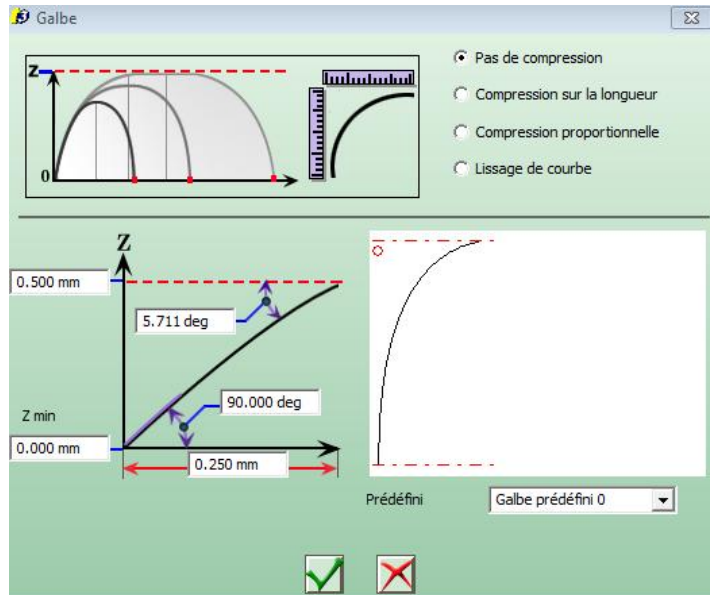 Galbe
Z
0
Pas de compression
Compression sur la longueur
Compression proportionnelle
Lissage de courbe
Z
0.500 mm
5.711 deg
90.000 deg
Z min
0.000 mm
0.250 mm
Prédéfini
Galbe prédéfini 0